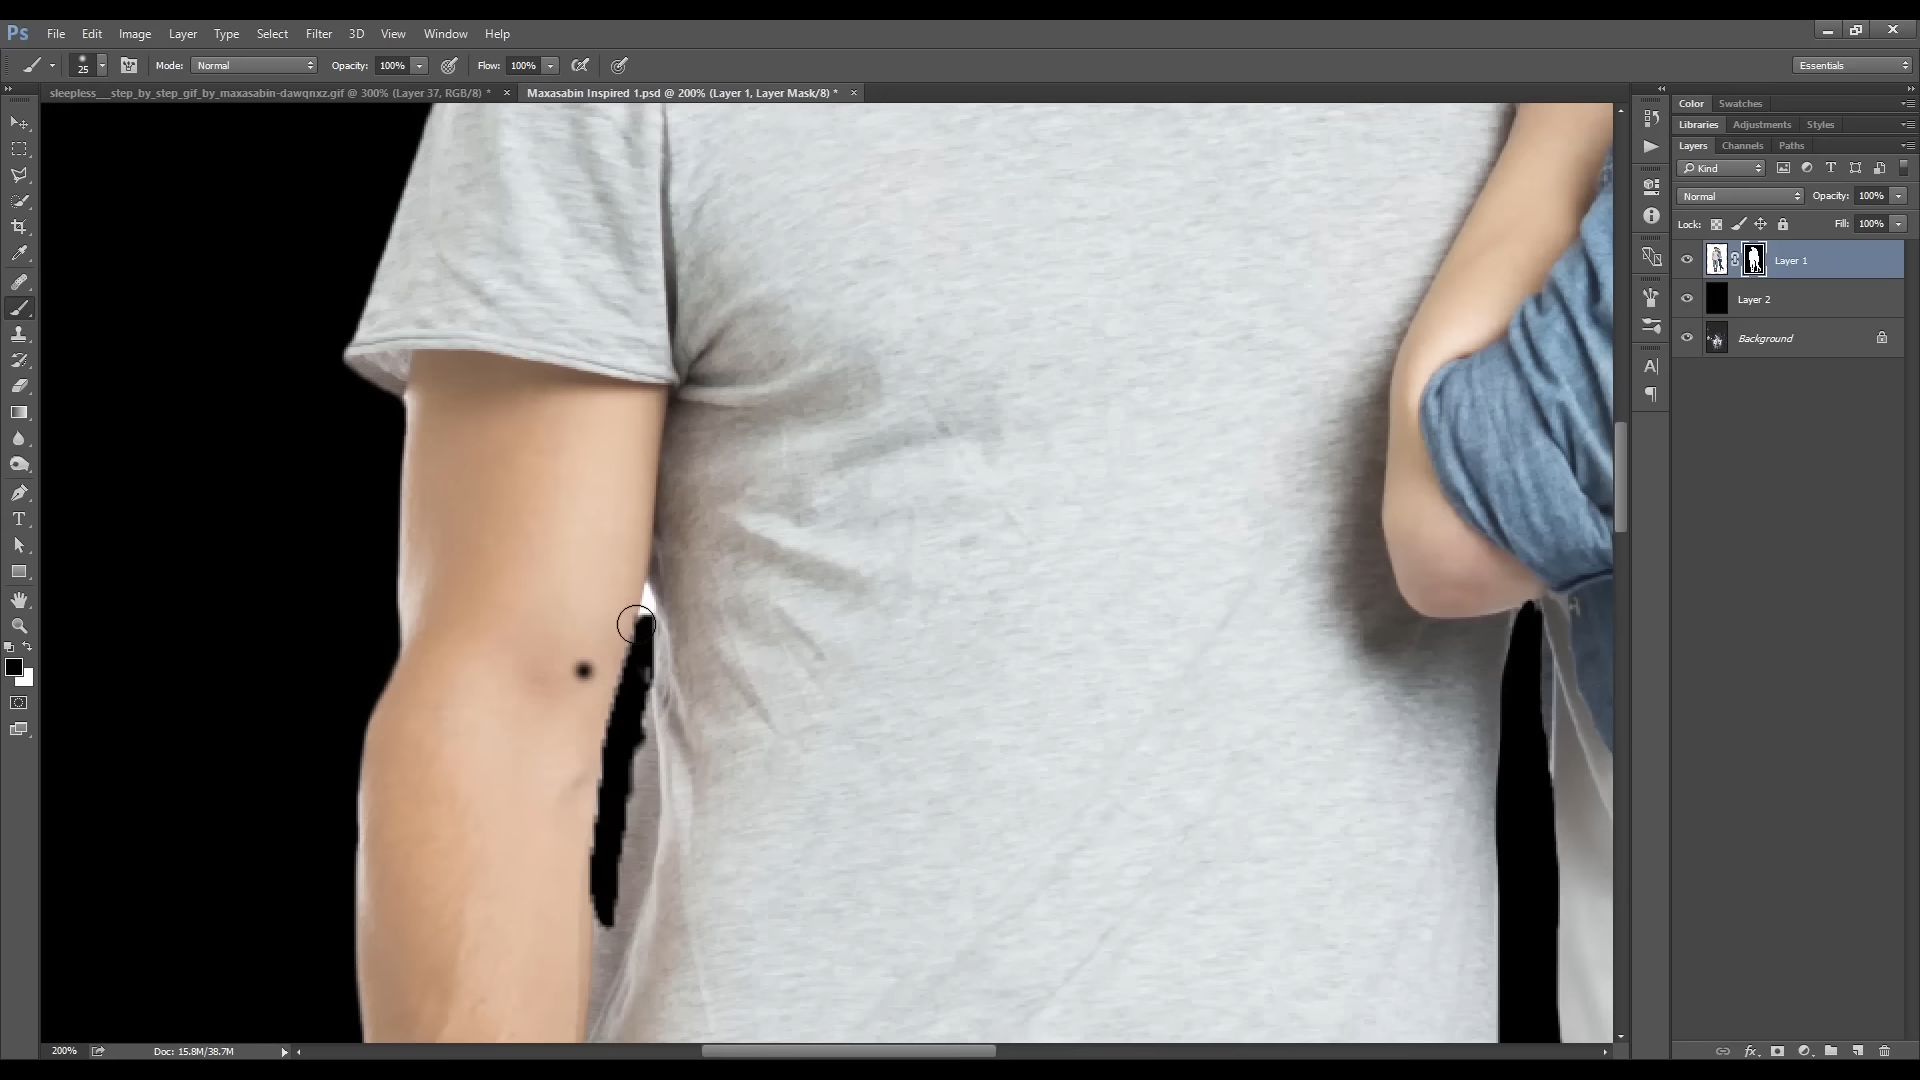 Ps File Edit Image Layer Type Select Filter 3D View Window Help
25 Mode: Normal Opacity: 100% Flow: 100% Essentials
sleepless___step_by_step_gif_by_maxasabin-dawqnxz.gif @ 300% (Layer 37, RGB/8) * × Maxasabin Inspired 1.psd @ 200% (Layer 1, Layer Mask/8) * ×
Color Swatches
Libraries Adjustments Styles
Layers Channels Paths
Kind
Normal Opacity: 100%
Lock: Fill: 100%
Layer 1
Layer 2
Background
200% Doc: 15.8M/38.7M